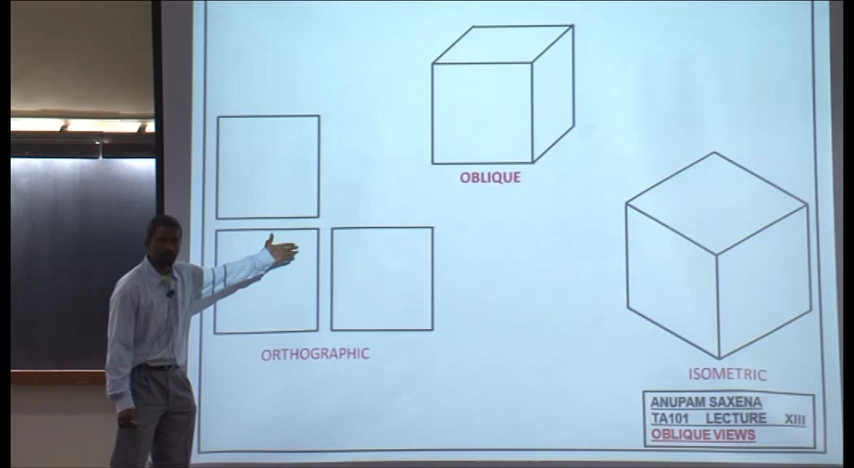 OBLIQUE
ORTHOGRAPHIC
ISOMETRIC
ANUPAM SAXENA
TA101 LECTURE XIII
OBLIQUE VIEWS